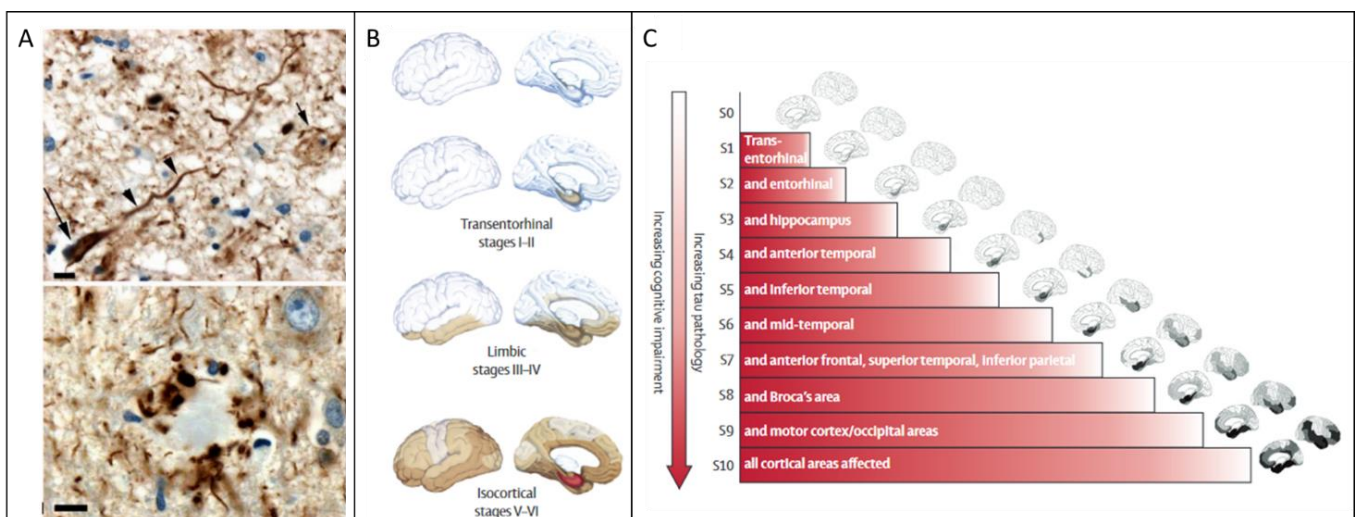 A
B
Transentorhinal
stages I–II
Limbic
stages III–IV
Isocortical
stages V–VI
C
Increasing cognitive impairment
Increasing tau pathology
S0
S1
Trans-
entorhinal
S2
and entorhinal
S3
and hippocampus
S4
and anterior temporal
S5
and Inferior temporal
S6
and mid-temporal
S7
and anterior frontal, superior temporal, inferior parietal
S8
and Broca's area
S9
and motor cortex/occipital areas
S10
all cortical areas affected